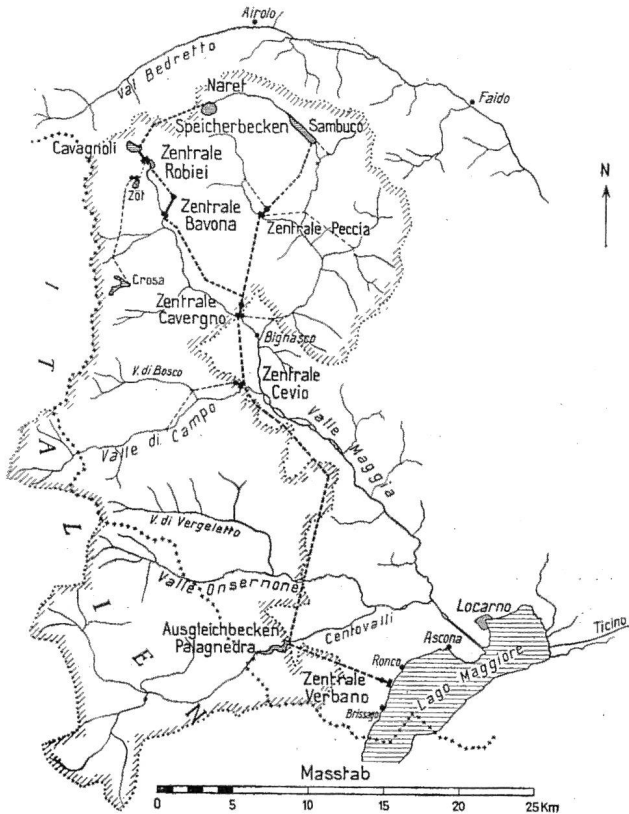 Airolo
Val Bedretto
Faido
Naret
Speicherbecken
Sambuco
N
Cavagnoli
Zentrale
Robiei
Zöt
Zentrale
Bavona
Zentrale Peccia
Crosa
Zentrale
Cavergno
Bignasco
V. di Bosco
Zentrale
Cevio
Valle Maggia
Valle di Campo
V. di Vergeletto
Valle Onsernone
ITALIEN
Locarno
Ticino
Ausgleichbecken
Palagnedra
Centovalli
Ascona
Ronco
Zentrale
Verbano
Lago Maggiore
Brissago
Masstab
0 5 10 15 20 25 Km